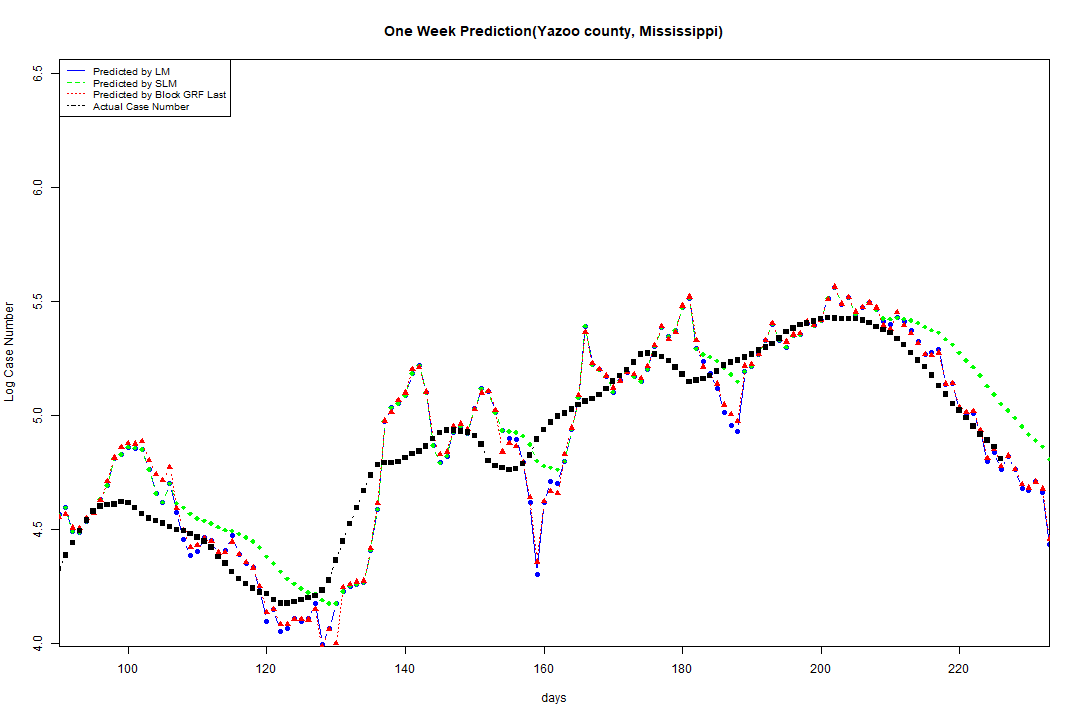 One Week Prediction(Yazoo county, Mississippi)
Predicted by LM
Predicted by SLM
Predicted by Block GRF Last
Actual Case Number
6.5
6.0
5.5
5.0
4.5
4.0
Log Case Number
100 120 140 160 180 200 220
days